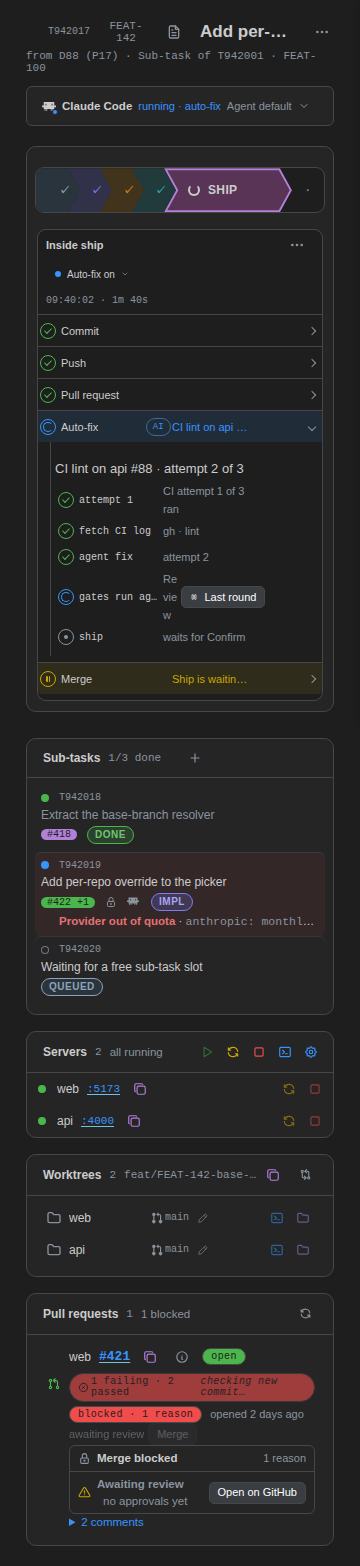 T942017 FEAT-142 Add per-…
from D88 (P17) · Sub-task of T942001 · FEAT-100
Claude Code running · auto-fix Agent default
SHIP
Inside ship
Auto-fix on
09:40:02 · 1m 40s
Commit
Push
Pull request
Auto-fix AI CI lint on api …
CI lint on api #88 · attempt 2 of 3
attempt 1 CI attempt 1 of 3 ran
fetch CI log gh · lint
agent fix attempt 2
gates run ag… Review Last round
ship waits for Confirm
Merge Ship is waitin…
Sub-tasks 1/3 done
T942018
Extract the base-branch resolver
#418 DONE
T942019
Add per-repo override to the picker
#422 +1 IMPL
Provider out of quota · anthropic: monthl…
T942020
Waiting for a free sub-task slot
QUEUED
Servers 2 all running
web :5173
api :4000
Worktrees 2 feat/FEAT-142-base-…
web main
api main
Pull requests 1 1 blocked
web #421 open
1 failing · 2 passed checking new commit…
blocked · 1 reason opened 2 days ago
awaiting review Merge
Merge blocked 1 reason
Awaiting review
no approvals yet Open on GitHub
2 comments